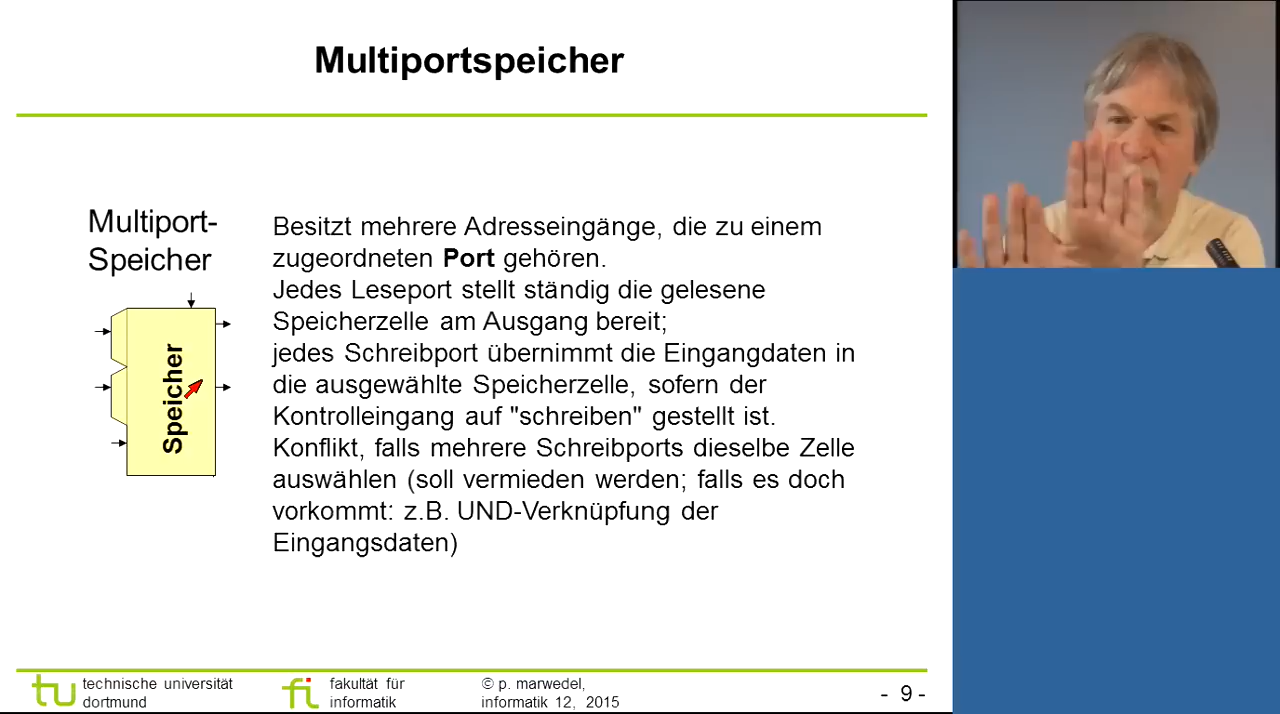 Multiportspeicher
Multiport-
Speicher
Speicher
Besitzt mehrere Adresseingänge, die zu einem
zugeordneten Port gehören.
Jedes Leseport stellt ständig die gelesene
Speicherzelle am Ausgang bereit;
jedes Schreibport übernimmt die Eingangdaten in
die ausgewählte Speicherzelle, sofern der
Kontrolleingang auf "schreiben" gestellt ist.
Konflikt, falls mehrere Schreibports dieselbe Zelle
auswählen (soll vermieden werden; falls es doch
vorkommt: z.B. UND-Verknüpfung der
Eingangsdaten)
tu technische universität
dortmund
fi fakultät für
informatik
© p. marwedel,
informatik 12, 2015
- 9 -